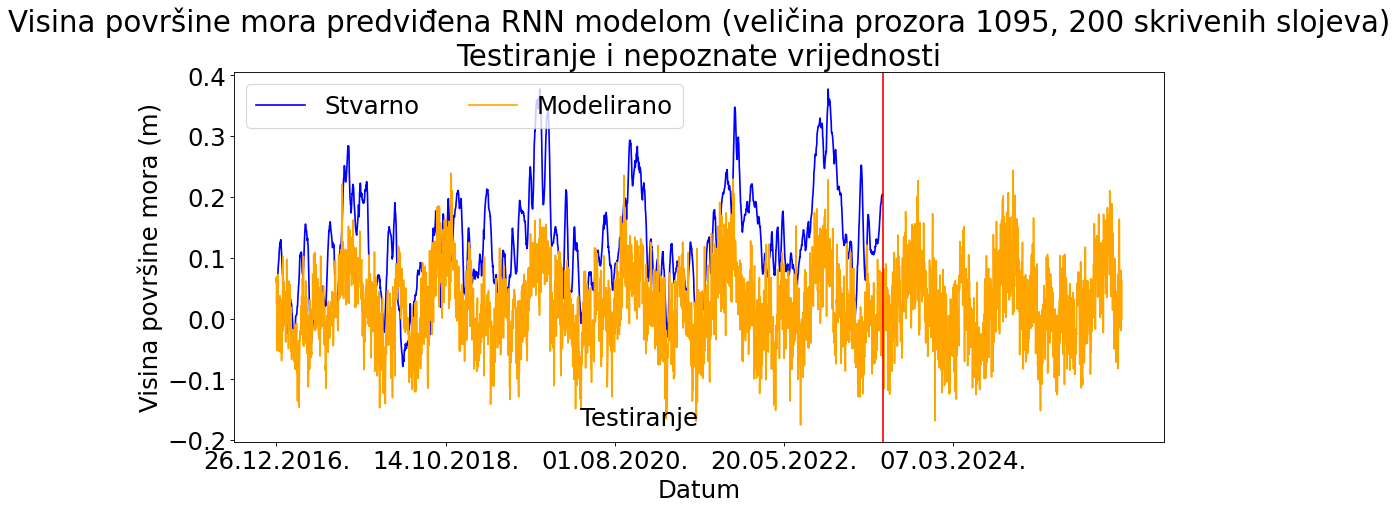 Visina površine mora predviđena RNN modelom (veličina prozora 1095, 200 skrivenih slojeva)
Testiranje i nepoznate vrijednosti
Stvarno Modelirano
Visina površine mora (m)
0.4
0.3
0.2
0.1
0.0
−0.1
−0.2
Testiranje
26.12.2016. 14.10.2018. 01.08.2020. 20.05.2022. 07.03.2024.
Datum